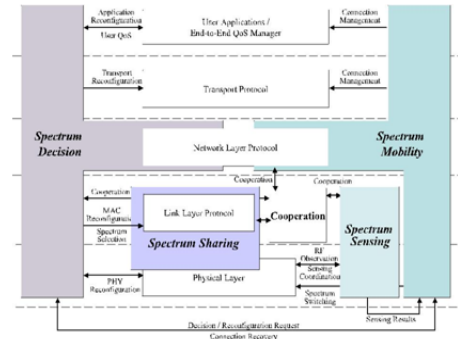 Application
Reconfiguration
User QoS
User Applications /
End-to-End QoS Manager
Connection
Management
Transport
Reconfiguration
Transport Protocol
Connection
Management
Spectrum
Decision
Network Layer Protocol
Spectrum
Mobility
Cooperation
Cooperation
Cooperation
MAC
Reconfiguration
Spectrum
Selection
Link Layer Protocol
Cooperation
Spectrum Sharing
Spectrum
Sensing
RF
Observation
Sensing
Coordination
PHY
Reconfiguration
Physical Layer
Spectrum
Switching
Sensing Results
Decision / Reconfiguration Request
Connection Recovery